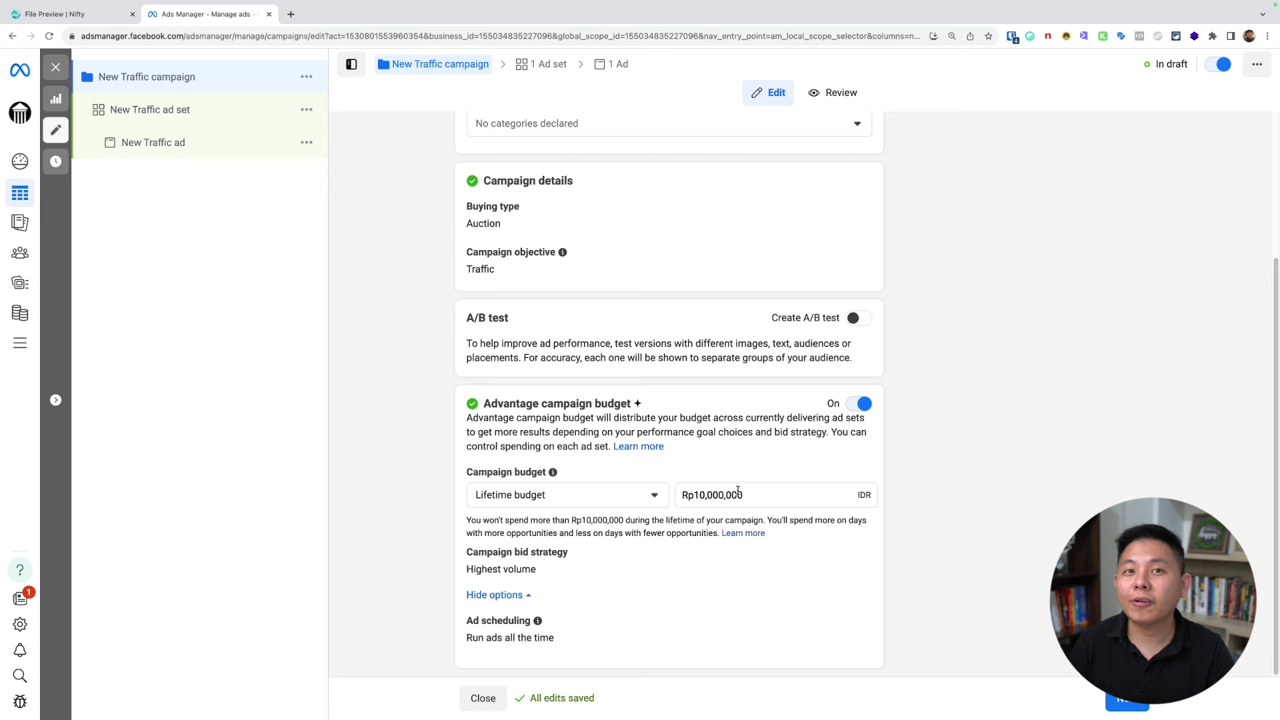 File Preview | Nifty
Ads Manager - Manage ads -
adsmanager.facebook.com/adsmanager/manage/campaigns/edit?act=1530801553960354&business_id=155034835227096&global_scope_id=155034835227096&nav_entry_point=am_local_scope_selector&columns=n...
New Traffic campaign
New Traffic ad set
New Traffic ad
New Traffic campaign
1 Ad set
1 Ad
In draft
Edit
Review
No categories declared
Campaign details
Buying type
Auction
Campaign objective
Traffic
A/B test
Create A/B test
To help improve ad performance, test versions with different images, text, audiences or
placements. For accuracy, each one will be shown to separate groups of your audience.
Advantage campaign budget
On
Advantage campaign budget will distribute your budget across currently delivering ad sets
to get more results depending on your performance goal choices and bid strategy. You can
control spending on each ad set. Learn more
Campaign budget
Lifetime budget
Rp10,000,000
IDR
You won't spend more than Rp10,000,000 during the lifetime of your campaign. You'll spend more on days
with more opportunities and less on days with fewer opportunities. Learn more
Campaign bid strategy
Highest volume
Hide options
Ad scheduling
Run ads all the time
1
Close
All edits saved